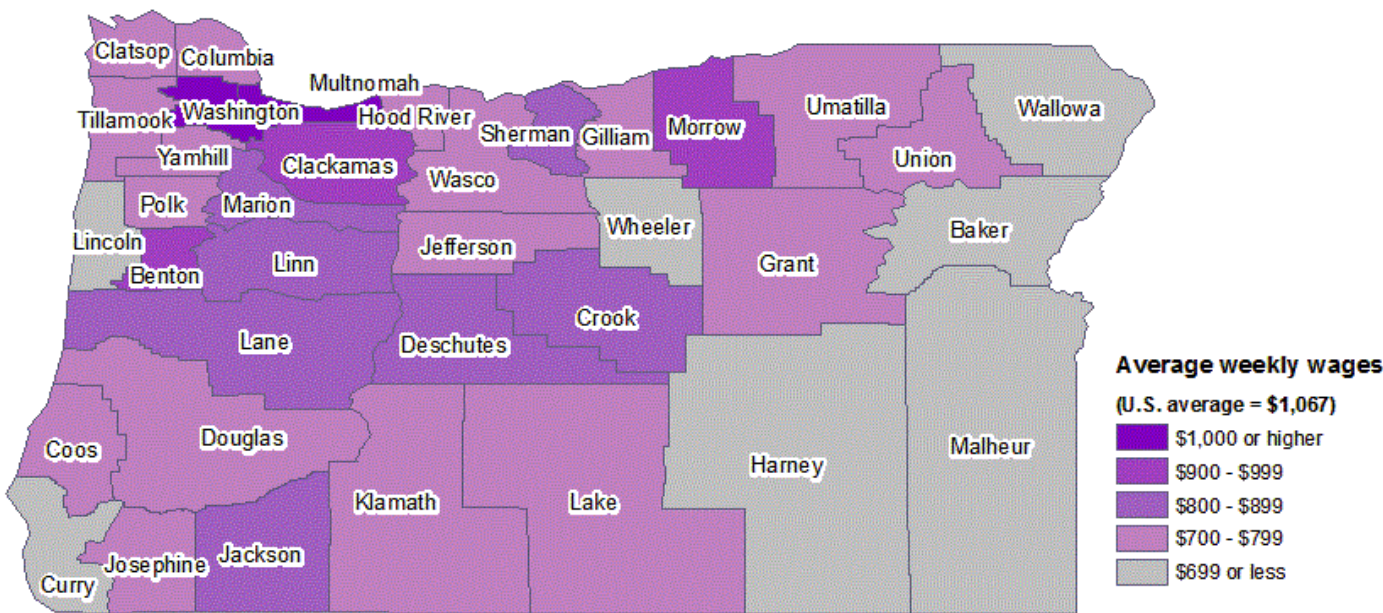 Clatsop
Columbia
Multnomah
Washington
Tillamook
Hood River
Sherman
Gilliam
Morrow
Umatilla
Wallowa
Yamhill
Clackamas
Wasco
Union
Polk
Marion
Lincoln
Benton
Linn
Jefferson
Wheeler
Grant
Baker
Lane
Deschutes
Crook
Coos
Douglas
Klamath
Lake
Harney
Malheur
Curry
Josephine
Jackson
Average weekly wages
(U.S. average = $1,067)
$1,000 or higher
$900 - $999
$800 - $899
$700 - $799
$699 or less